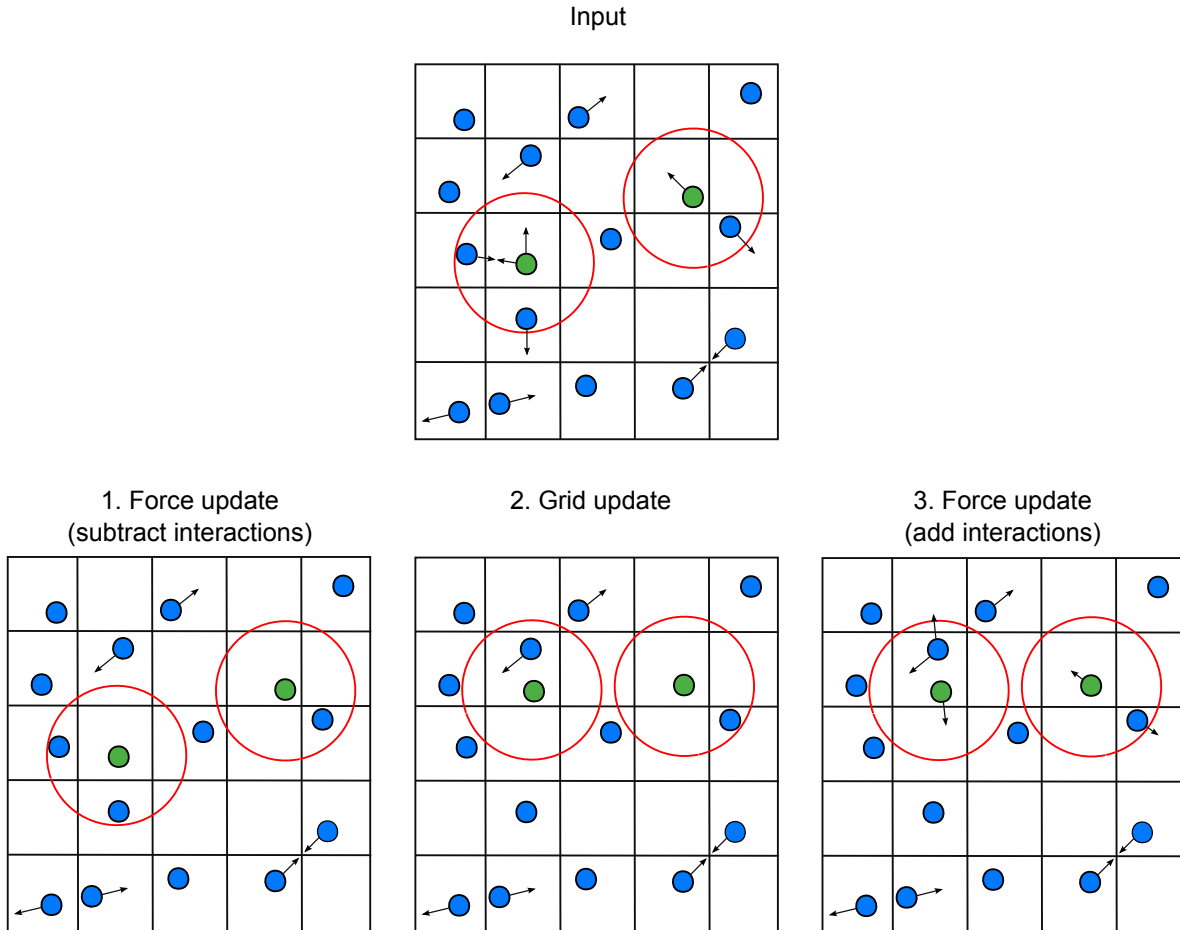 Input
1. Force update
(subtract interactions)
2. Grid update
3. Force update
(add interactions)